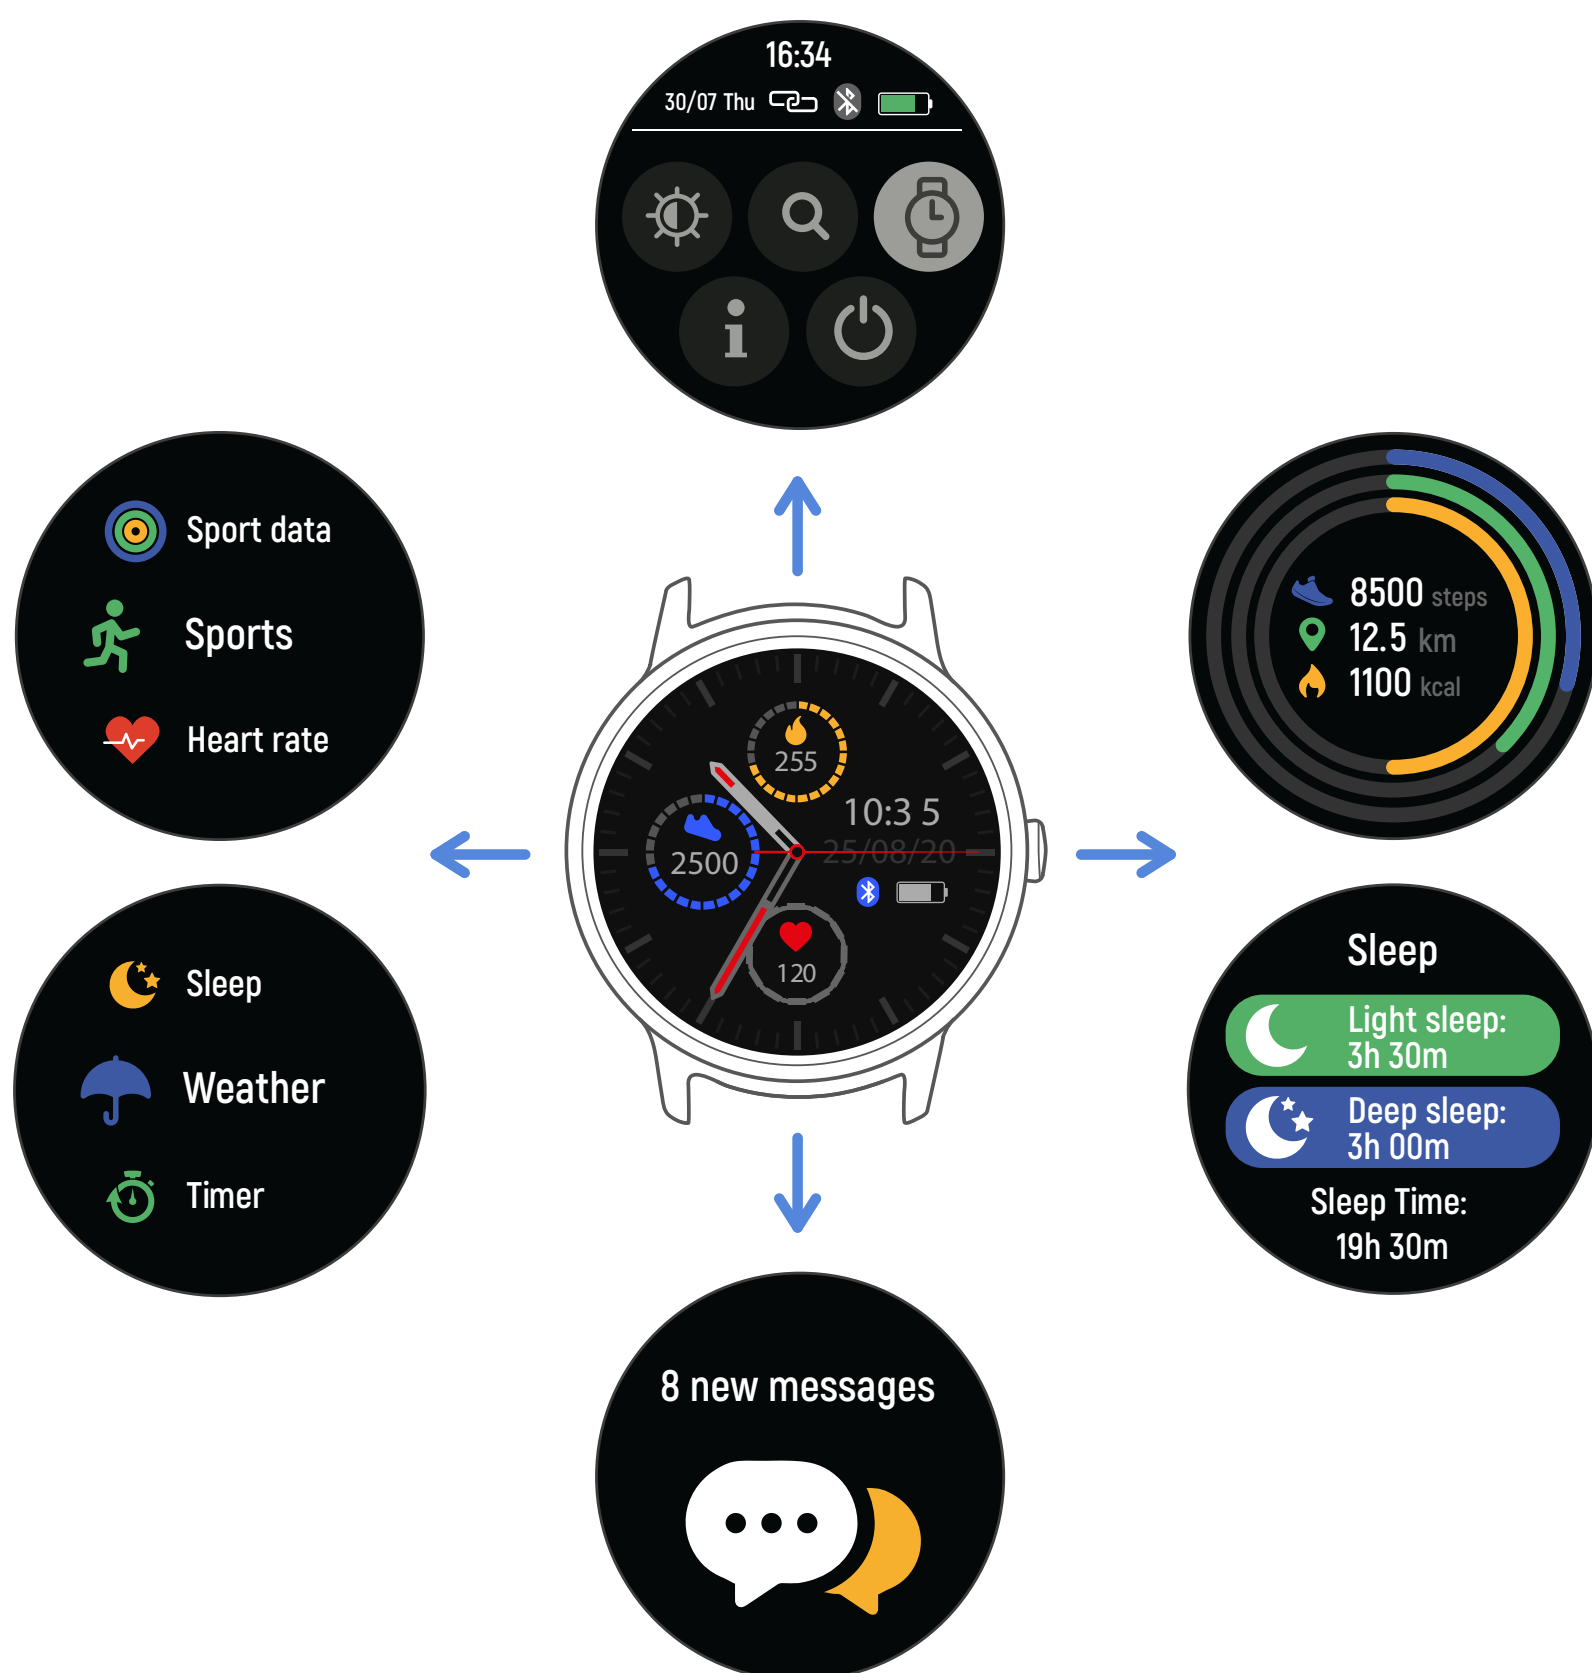 16:34
30/07 Thu
Sport data
Sports
Heart rate
8500 steps
12.5 km
1100 kcal
255
10:3 5
25/08/20
2500
120
Sleep
Weather
Timer
Sleep
Light sleep:
3h 30m
Deep sleep:
3h 00m
Sleep Time:
19h 30m
8 new messages